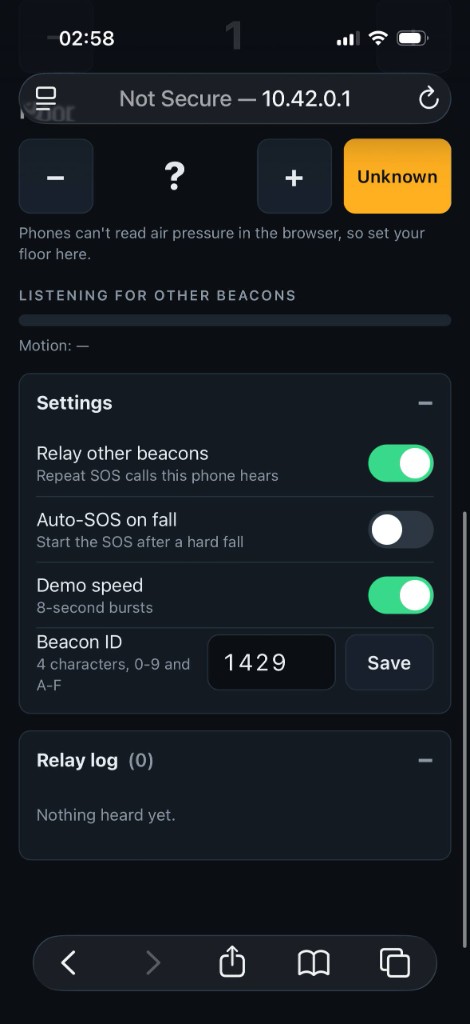 02:58
1
Not Secure — 10.42.0.1
−
?
+
Unknown
Phones can't read air pressure in the browser, so set your
floor here.
LISTENING FOR OTHER BEACONS
Motion: —
Settings
−
Relay other beacons
Repeat SOS calls this phone hears
Auto-SOS on fall
Start the SOS after a hard fall
Demo speed
8-second bursts
Beacon ID
4 characters, 0-9 and
A-F
1429
Save
Relay log (0)
−
Nothing heard yet.